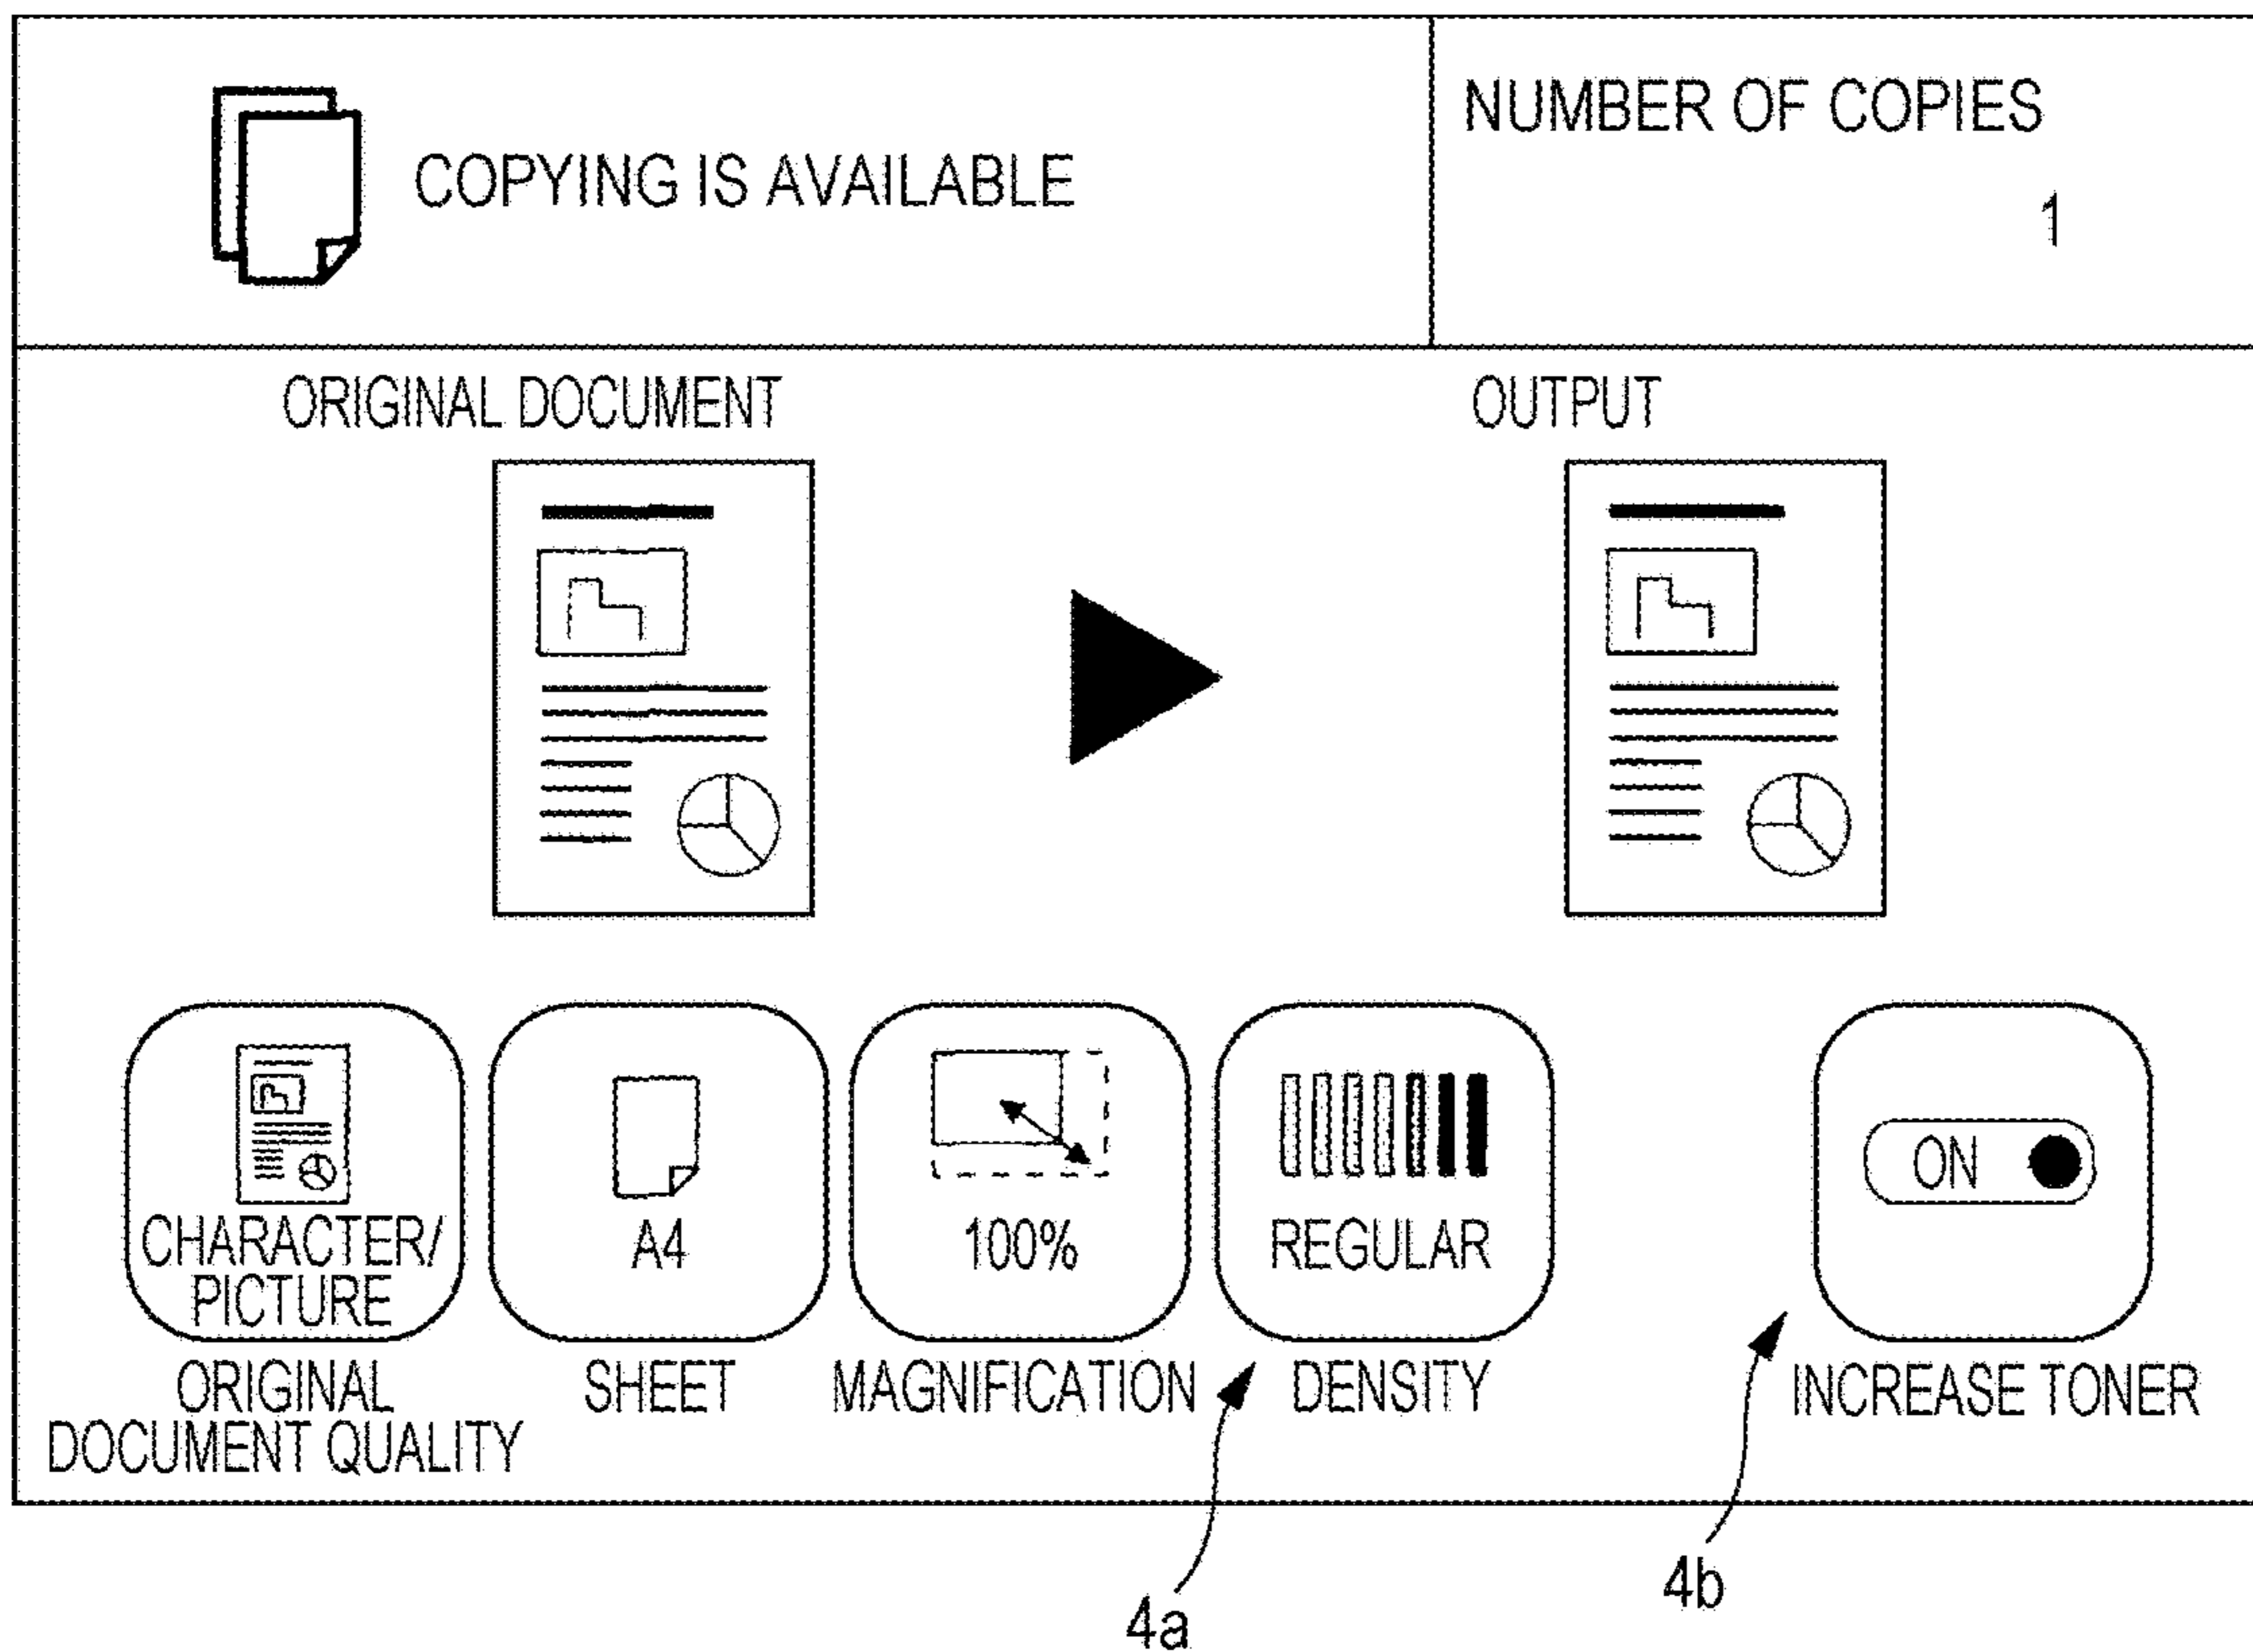 COPYING IS AVAILABLE
NUMBER OF COPIES
1
ORIGINAL DOCUMENT
OUTPUT
CHARACTER/
PICTURE
ORIGINAL
DOCUMENT QUALITY
A4
SHEET
100%
MAGNIFICATION
REGULAR
DENSITY
ON
INCREASE TONER
4a
4b